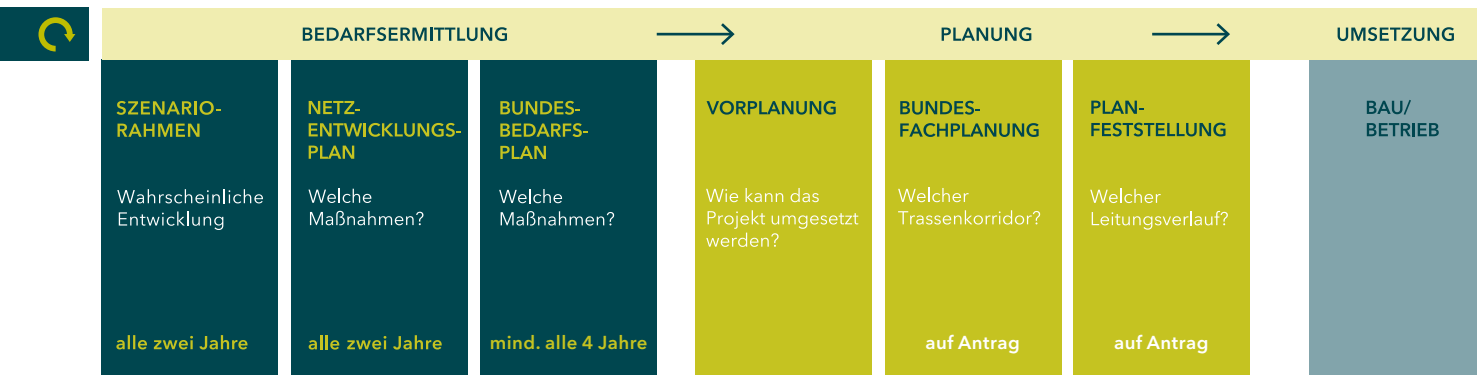 BEDARFSERMITTLUNG
PLANUNG
UMSETZUNG
SZENARIO-
RAHMEN
Wahrscheinliche
Entwicklung
alle zwei Jahre
NETZ-
ENTWICKLUNGS-
PLAN
Welche
Maßnahmen?
alle zwei Jahre
BUNDES-
BEDARFS-
PLAN
Welche
Maßnahmen?
mind. alle 4 Jahre
VORPLANUNG
Wie kann das
Projekt umgesetzt
werden?
BUNDES-
FACHPLANUNG
Welcher
Trassenkorridor?
auf Antrag
PLAN-
FESTSTELLUNG
Welcher
Leitungsverlauf?
auf Antrag
BAU/
BETRIEB